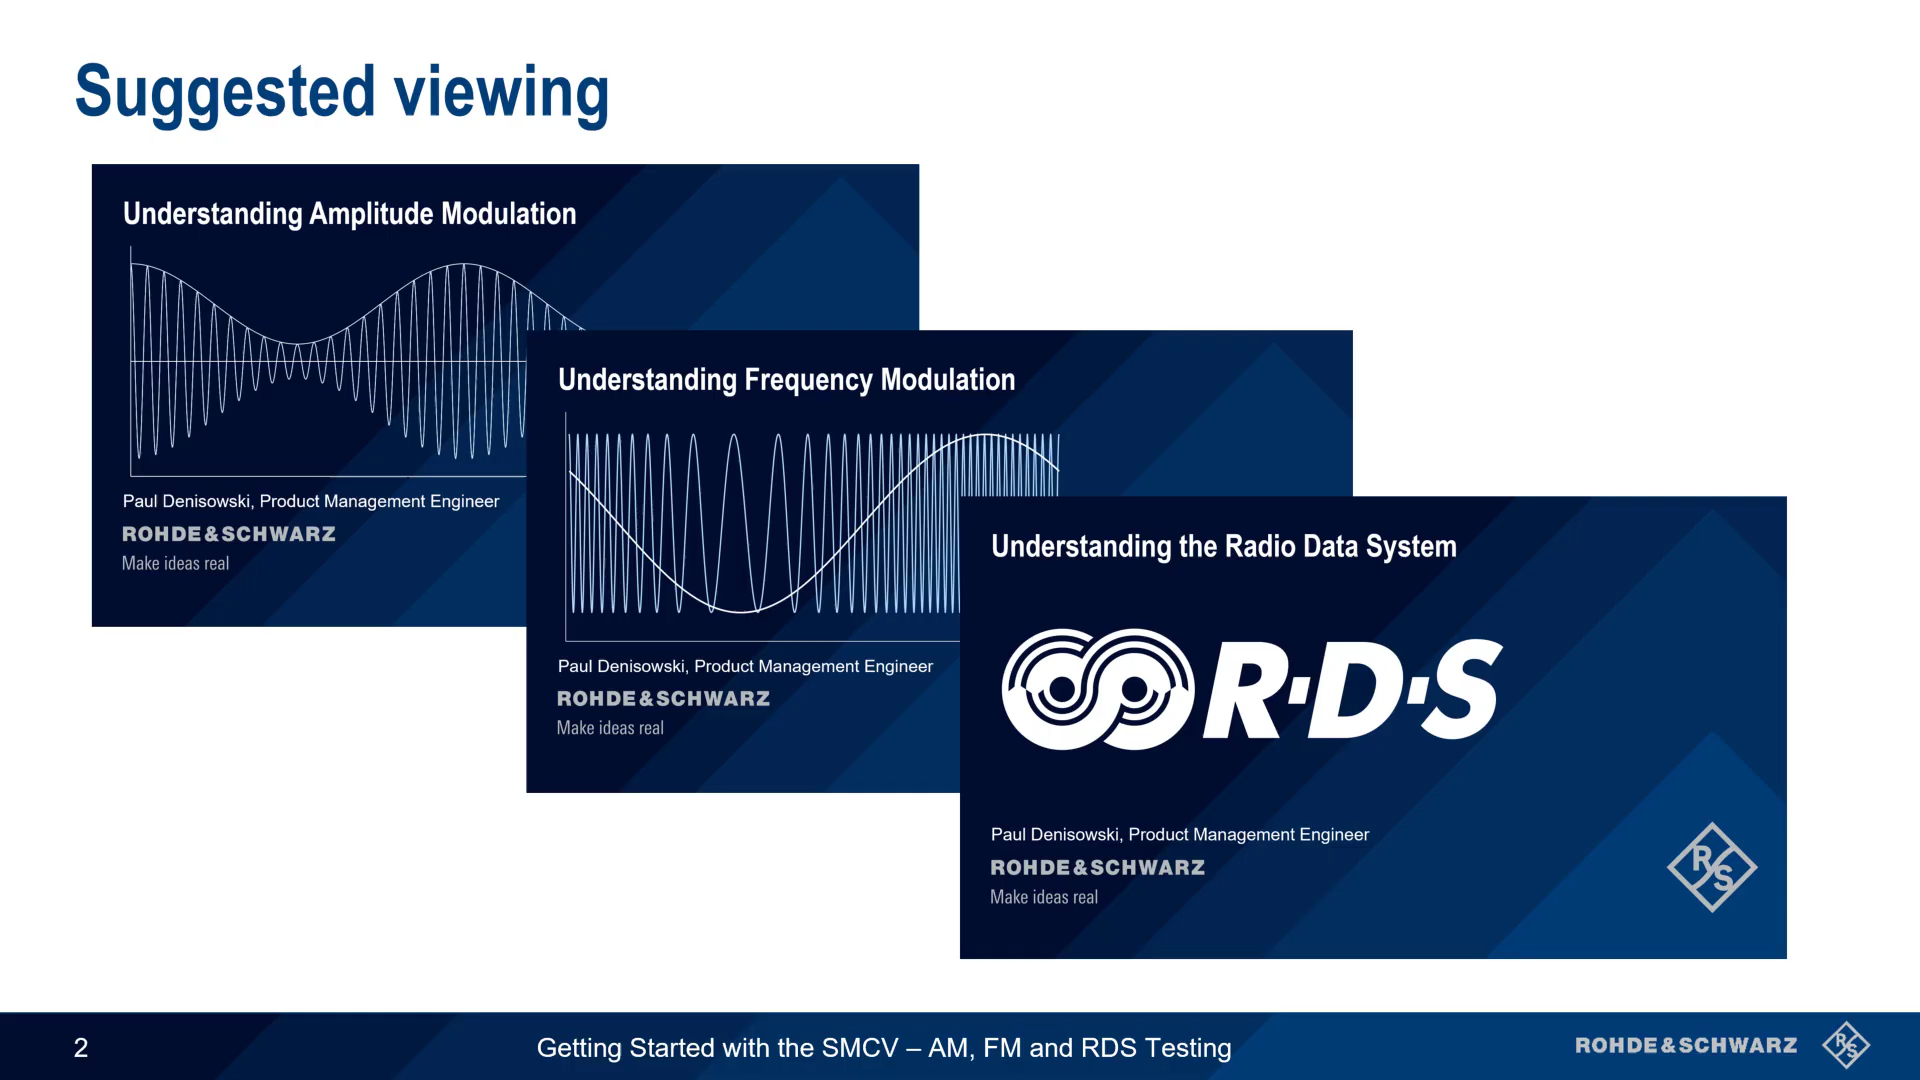 Suggested viewing
Understanding Amplitude Modulation
Paul Denisowski, Product Management Engineer
ROHDE&SCHWARZ
Make ideas real
Understanding Frequency Modulation
Paul Denisowski, Product Management Engineer
ROHDE&SCHWARZ
Make ideas real
Understanding the Radio Data System
R·D·S
Paul Denisowski, Product Management Engineer
ROHDE&SCHWARZ
Make ideas real
R S
2
Getting Started with the SMCV – AM, FM and RDS Testing
ROHDE&SCHWARZ
R S